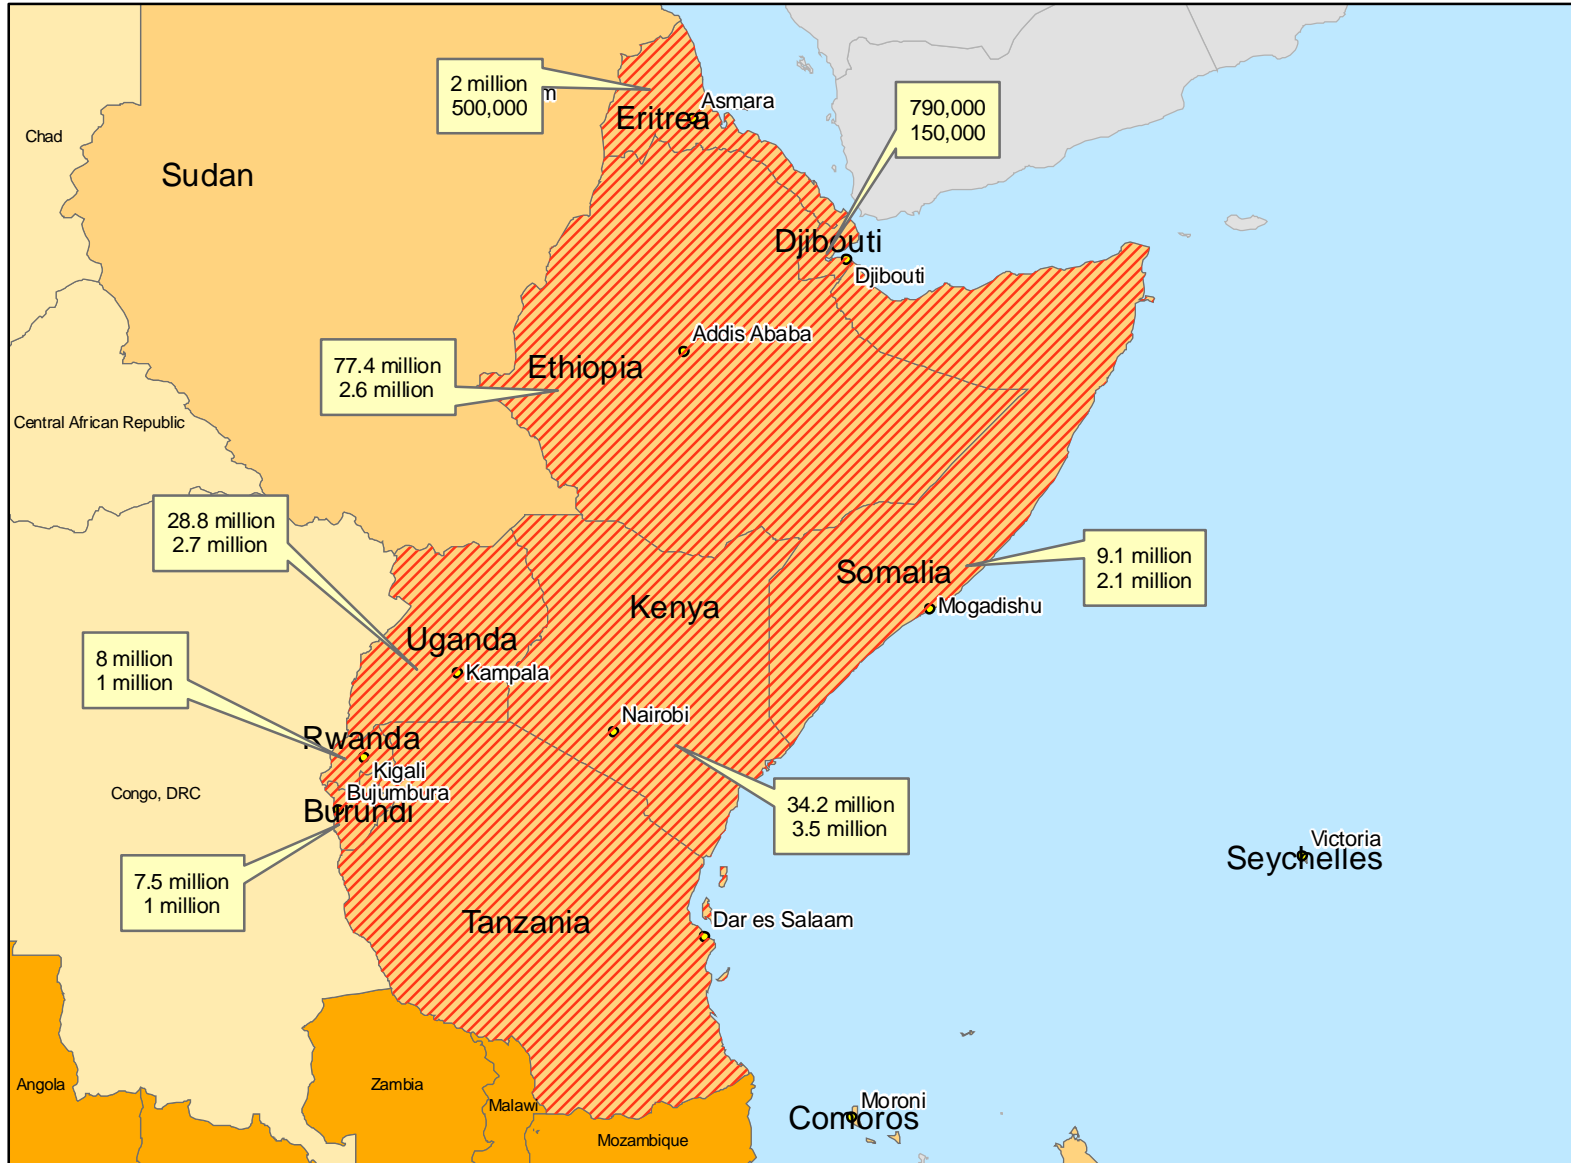 2 million
500,000
m
Asmara
Eritrea
790,000
150,000
Chad
Sudan
Djibouti
Djibouti
Addis Ababa
Ethiopia
77.4 million
2.6 million
Central African Republic
28.8 million
2.7 million
Somalia
9.1 million
2.1 million
Kenya
Mogadishu
Uganda
Kampala
8 million
1 million
Nairobi
Rwanda
Kigali
Bujumbura
Burundi
Congo, DRC
34.2 million
3.5 million
Victoria
Seychelles
7.5 million
1 million
Tanzania
Dar es Salaam
Angola
Zambia
Malawi
Mozambique
Moroni
Comoros